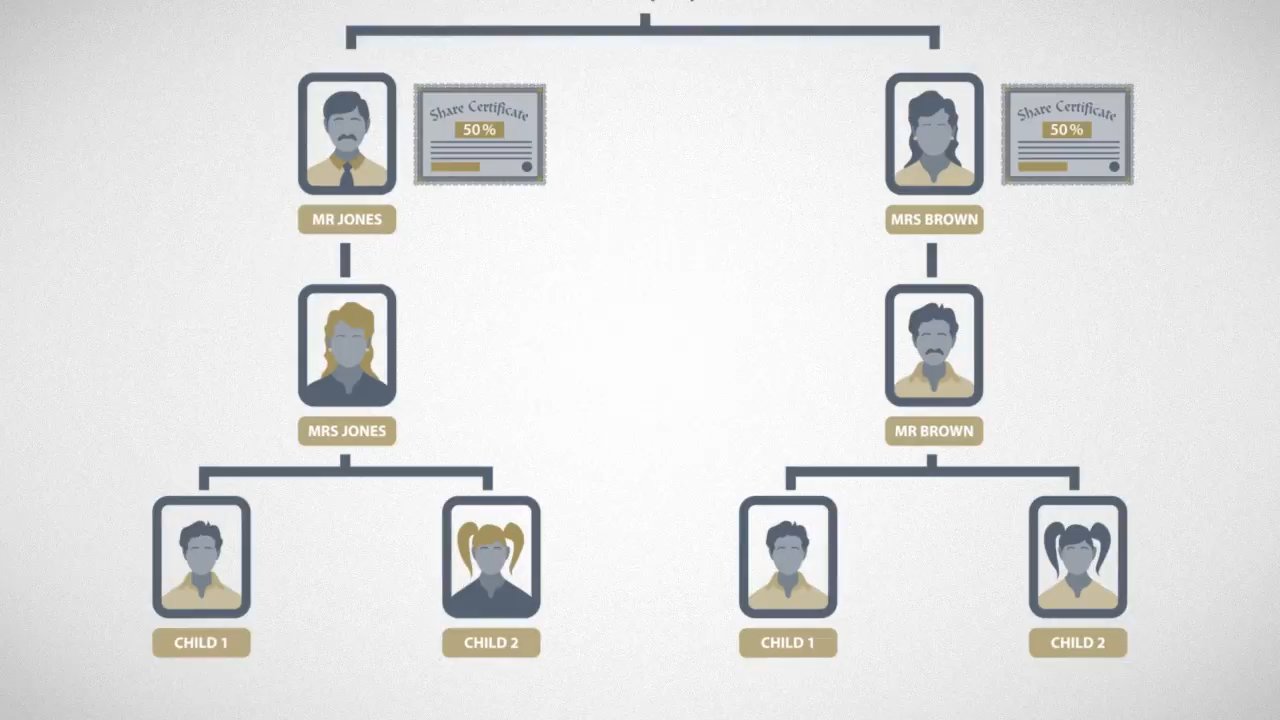 Share Certificate
50%
Share Certificate
50%
MR JONES
MRS BROWN
MRS JONES
MR BROWN
CHILD 1
CHILD 2
CHILD 1
CHILD 2